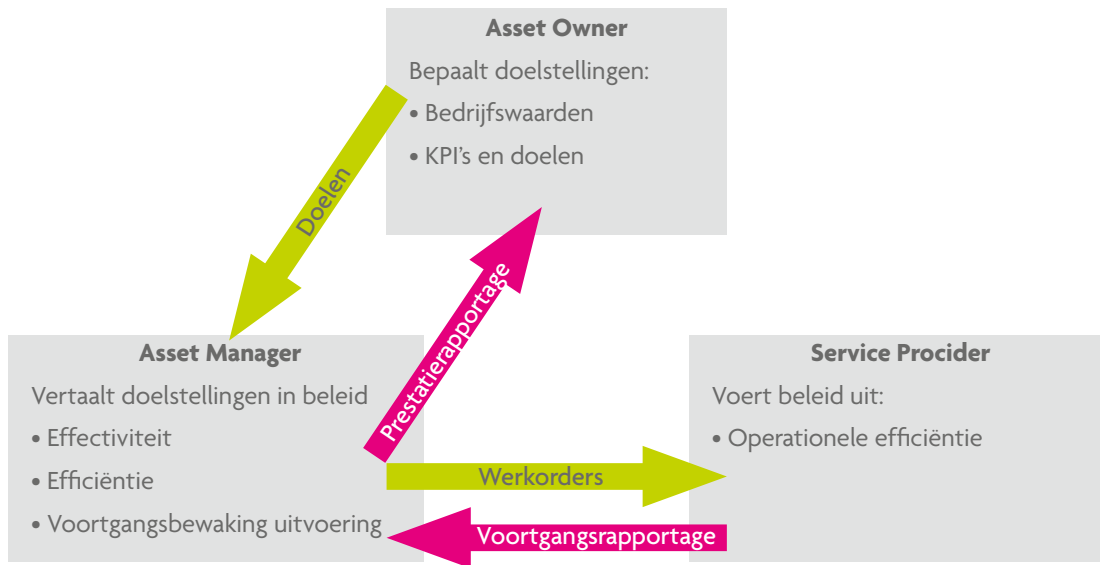 Asset Owner
Bepaalt doelstellingen:
• Bedrijfswaarden
• KPI's en doelen
Doelen
Prestatierapportage
Asset Manager
Vertaalt doelstellingen in beleid
• Effectiviteit
• Efficiëntie
• Voortgangsbewaking uitvoering
Werkorders
Voortgangsrapportage
Service Procider
Voert beleid uit:
• Operationele efficiëntie